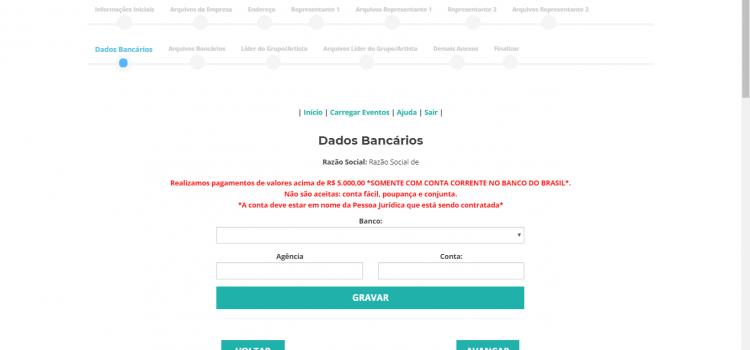 Informações Iniciais Arquivos da Empresa Endereço Representante 1 Arquivos Representante 1 Representante 2 Arquivos Representante 2
Dados Bancários Arquivos Bancários Líder do Grupo/Artista Arquivos Líder do Grupo/Artista Demais Anexos Finalizar
| Início | Carregar Eventos | Ajuda | Sair |
Dados Bancários
Razão Social: Razão Social de
Realizamos pagamentos de valores acima de R$ 5.000,00 *SOMENTE COM CONTA CORRENTE NO BANCO DO BRASIL*.
Não são aceitas: conta fácil, poupança e conjunta.
*A conta deve estar em nome da Pessoa Jurídica que está sendo contratada*
Banco:
Agência Conta:
GRAVAR
VOLTAR AVANÇAR